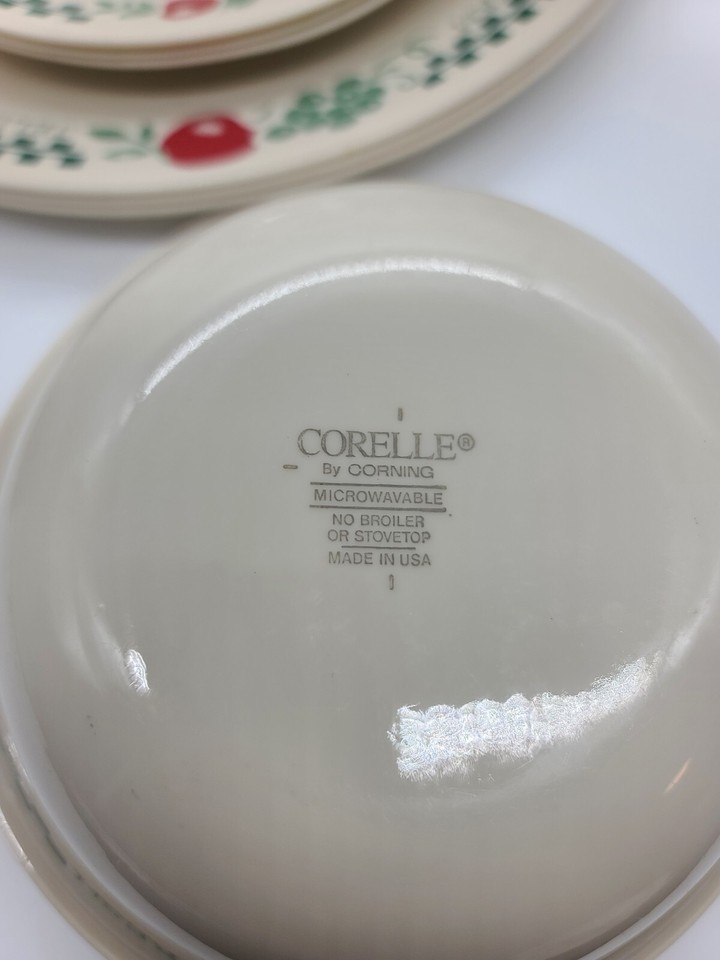 CORELLE®
By CORNING
MICROWAVABLE
NO BROILER
OR STOVETOP
MADE IN USA